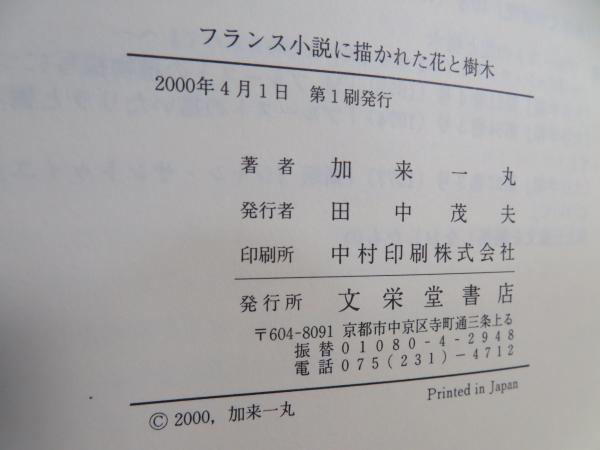 フランス小説に描かれた花と樹木
2000年4月1日 第1刷発行
著者 加来一丸
発行者 田中茂夫
印刷所 中村印刷株式会社
発行所 文栄堂書店
〒604-8091 京都市中京区寺町通三条上る
振替 01080-4-2948
電話 075(231)-4712
Printed in Japan
© 2000, 加来一丸